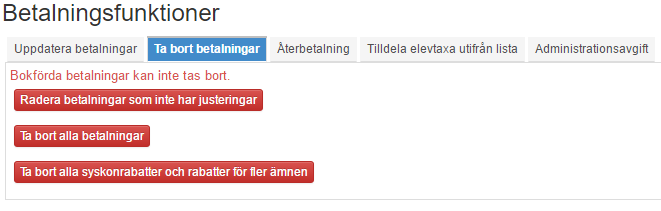 Betalningsfunktioner
Uppdatera betalningar Ta bort betalningar Återbetalning Tilldela elevtaxa utifrån lista Administrationsavgift
Bokförda betalningar kan inte tas bort.
Radera betalningar som inte har justeringar
Ta bort alla betalningar
Ta bort alla syskonrabatter och rabatter för fler ämnen